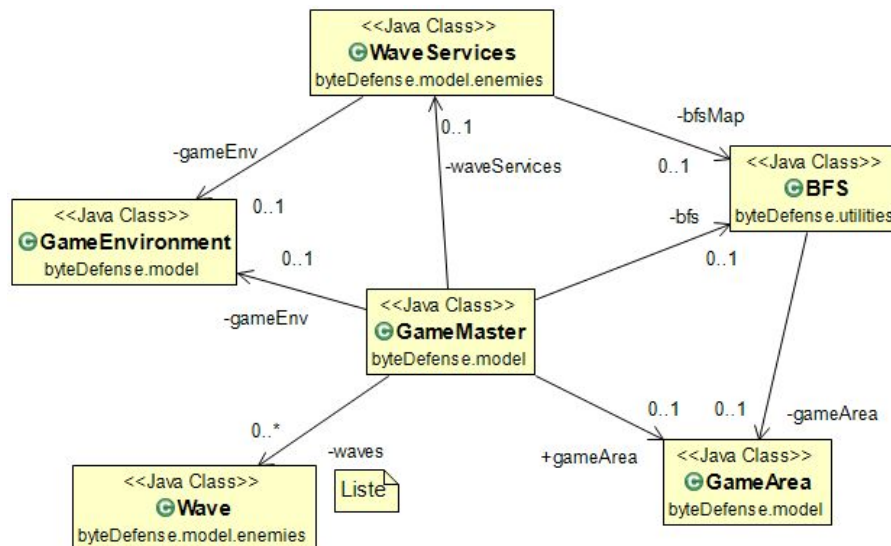 <<Java Class>>
WaveServices
byteDefense.model.enemies
0..1
-bfsMap
-gameEnv
-waveServices
0..1
<<Java Class>>
BFS
byteDefense.utilities
<<Java Class>>
GameEnvironment
byteDefense.model
0..1
0..1
-bfs
0..1
<<Java Class>>
GameMaster
byteDefense.model
-gameEnv
0..*
-waves
Liste
0..1
0..1
-gameArea
+gameArea
<<Java Class>>
Wave
byteDefense.model.enemies
<<Java Class>>
GameArea
byteDefense.model